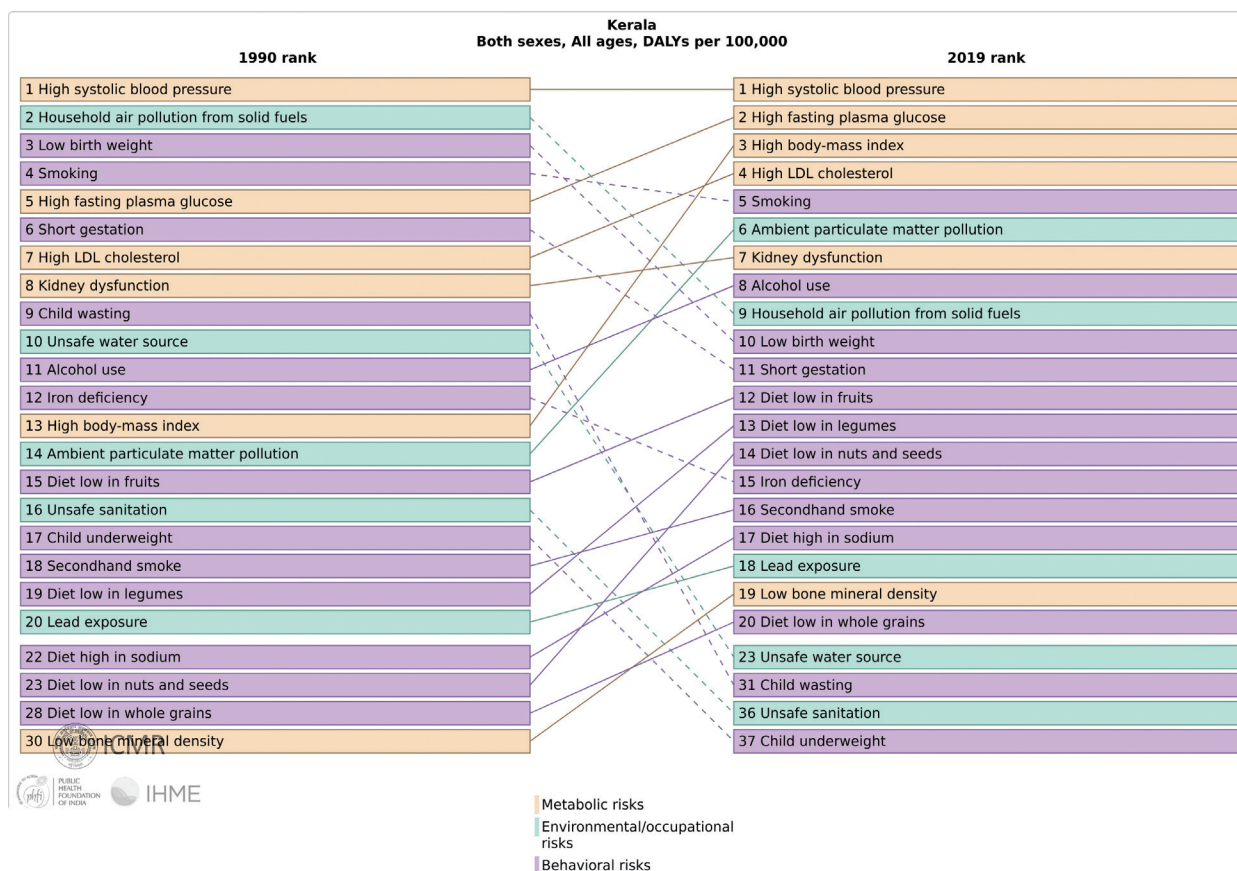 Kerala
Both sexes, All ages, DALYs per 100,000
1990 rank
2019 rank
1 High systolic blood pressure
2 Household air pollution from solid fuels
3 Low birth weight
4 Smoking
5 High fasting plasma glucose
6 Short gestation
7 High LDL cholesterol
8 Kidney dysfunction
9 Child wasting
10 Unsafe water source
11 Alcohol use
12 Iron deficiency
13 High body-mass index
14 Ambient particulate matter pollution
15 Diet low in fruits
16 Unsafe sanitation
17 Child underweight
18 Secondhand smoke
19 Diet low in legumes
20 Lead exposure
22 Diet high in sodium
23 Diet low in nuts and seeds
28 Diet low in whole grains
30 Low bone mineral density
1 High systolic blood pressure
2 High fasting plasma glucose
3 High body-mass index
4 High LDL cholesterol
5 Smoking
6 Ambient particulate matter pollution
7 Kidney dysfunction
8 Alcohol use
9 Household air pollution from solid fuels
10 Low birth weight
11 Short gestation
12 Diet low in fruits
13 Diet low in legumes
14 Diet low in nuts and seeds
15 Iron deficiency
16 Secondhand smoke
17 Diet high in sodium
18 Lead exposure
19 Low bone mineral density
20 Diet low in whole grains
23 Unsafe water source
31 Child wasting
36 Unsafe sanitation
37 Child underweight
ICMR
phfi
PUBLIC
HEALTH
FOUNDATION
OF INDIA
IHME
Metabolic risks
Environmental/occupational
risks
Behavioral risks